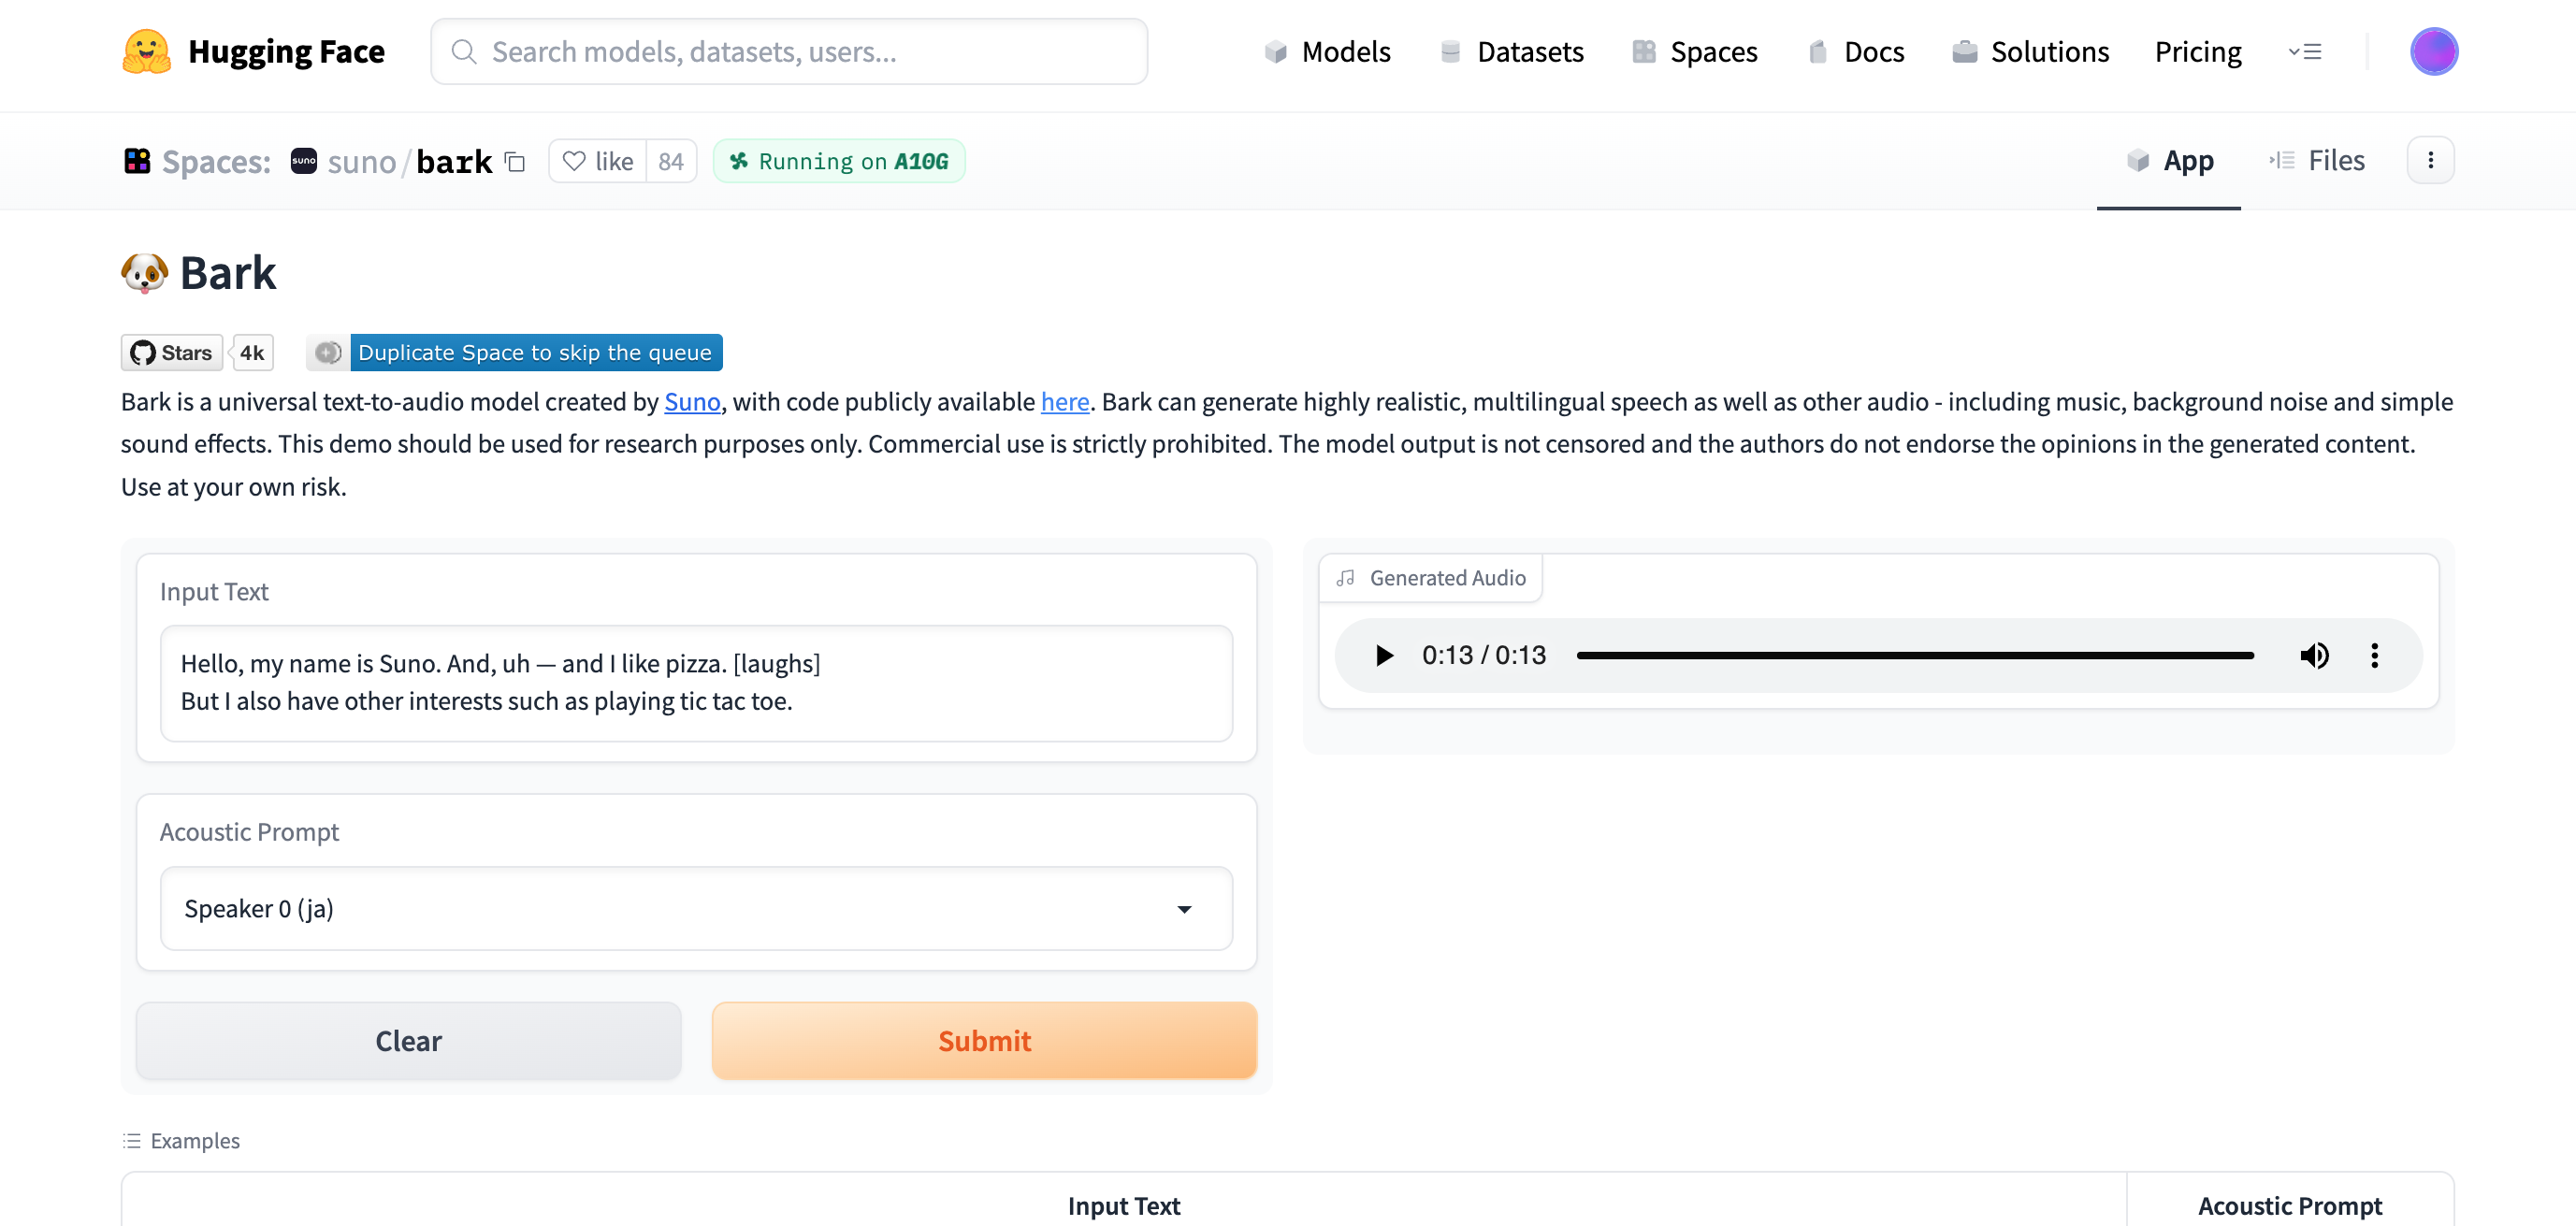 Hugging Face
Search models, datasets, users...
Models
Datasets
Spaces
Docs
Solutions
Pricing
Spaces:
suno
suno/bark
like
84
Running on A10G
App
Files
Bark
Stars
4k
Duplicate Space to skip the queue
Bark is a universal text-to-audio model created by Suno, with code publicly available here. Bark can generate highly realistic, multilingual speech as well as other audio - including music, background noise and simple
sound effects. This demo should be used for research purposes only. Commercial use is strictly prohibited. The model output is not censored and the authors do not endorse the opinions in the generated content.
Use at your own risk.
Input Text
Hello, my name is Suno. And, uh — and I like pizza. [laughs]
But I also have other interests such as playing tic tac toe.
Acoustic Prompt
Speaker 0 (ja)
Clear
Submit
Generated Audio
0:13 / 0:13
Examples
Input Text
Acoustic Prompt